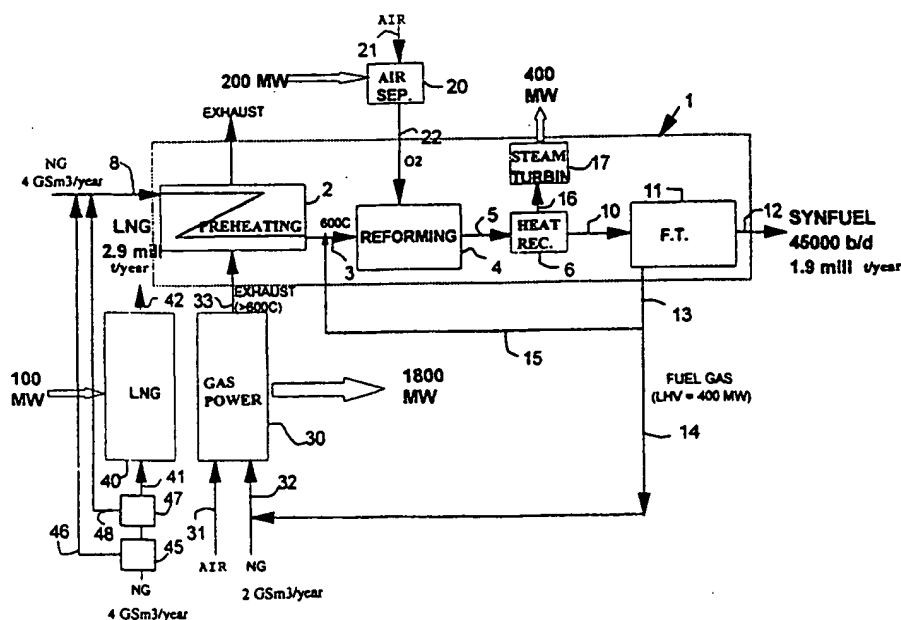 AIR
21
200 MW
AIR
SEP.
20
400
MW
1
EXHAUST
22
O2
STEAM
TURBIN
17
NG
4 GSm3/year
8
2
PREHEATING
600C
3
REFORMING
4
5
16
HEAT
REC.
6
10
11
F.T.
12
SYNFUEL
45000 b/d
1.9 mill t/year
LNG
2.9 mill
t/year
42
33
EXHAUST
(>600C)
13
15
100
MW
LNG
GAS
POWER
1800
MW
30
FUEL GAS
(LHV = 400 MW)
14
40
41
32
47
48
31
46
45
AIR
NG
NG
2 GSm3/year
4 GSm3/year